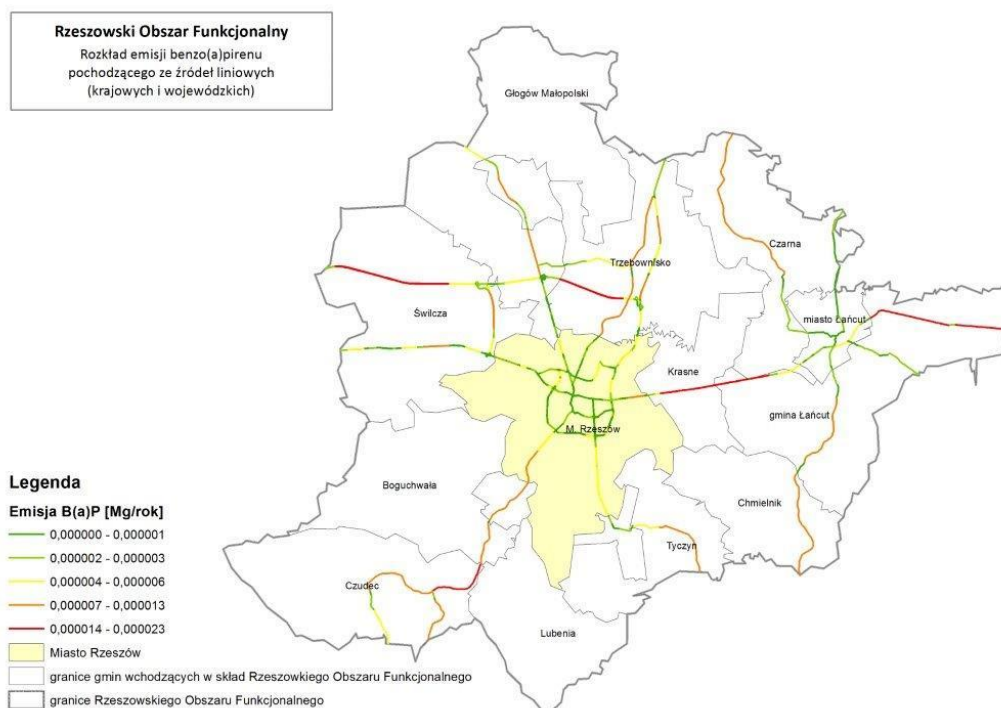 Rzeszowski Obszar Funkcjonalny
Rozkład emisji benzo(a)pirenu
pochodzącego ze źródeł liniowych
(krajowych i wojewódzkich)
Głogów Małopolski
Trzebownisko
Czarna
Świlcza
miasto Łańcut
Krasne
gmina Łańcut
M. Rzeszów
Boguchwała
Chmielnik
Tyczyn
Czudec
Lubenia
Legenda
Emisja B(a)P [Mg/rok]
0,000000 - 0,000001
0,000002 - 0,000003
0,000004 - 0,000006
0,000007 - 0,000013
0,000014 - 0,000023
Miasto Rzeszów
granice gmin wchodzących w skład Rzeszowkiego Obszaru Funkcjonalnego
granice Rzeszowskiego Obszaru Funkcjonalnego